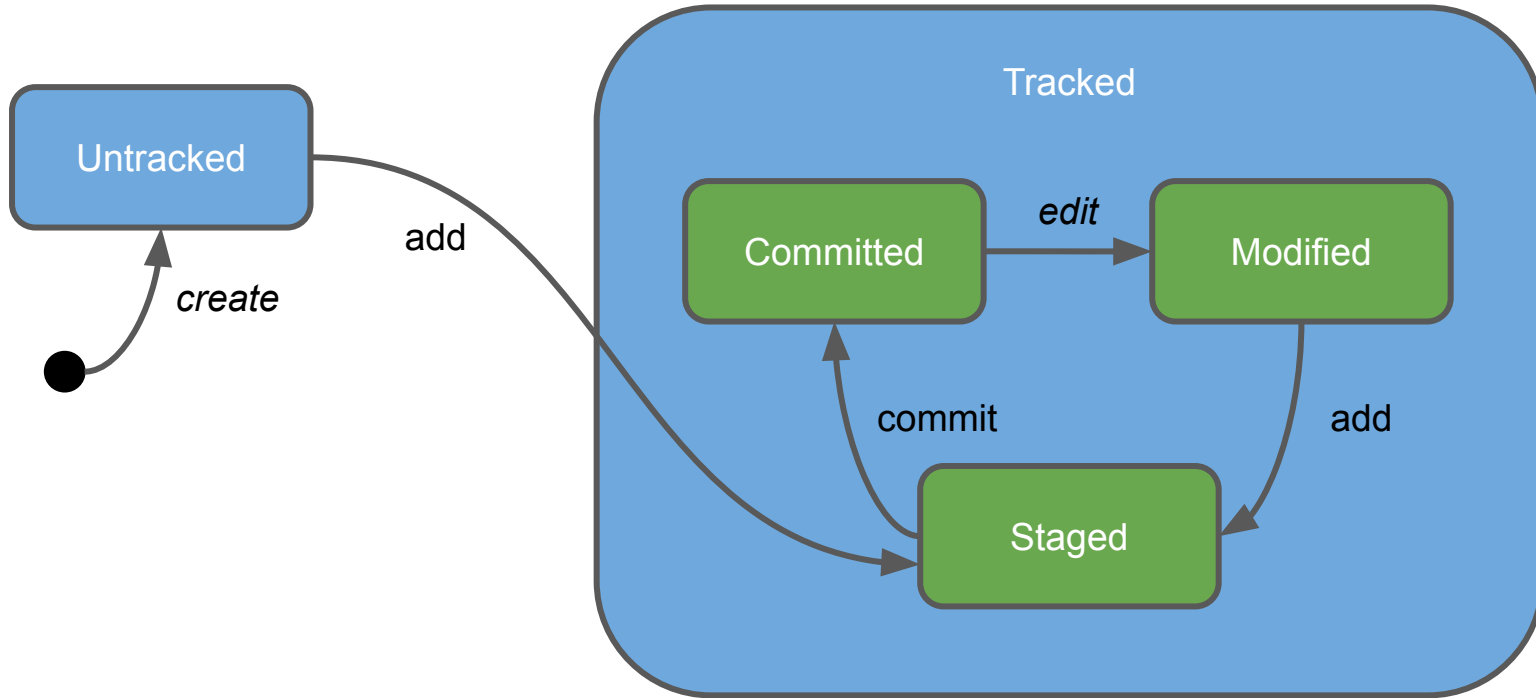 Tracked
Untracked
add
create
Committed
edit
Modified
commit
add
Staged